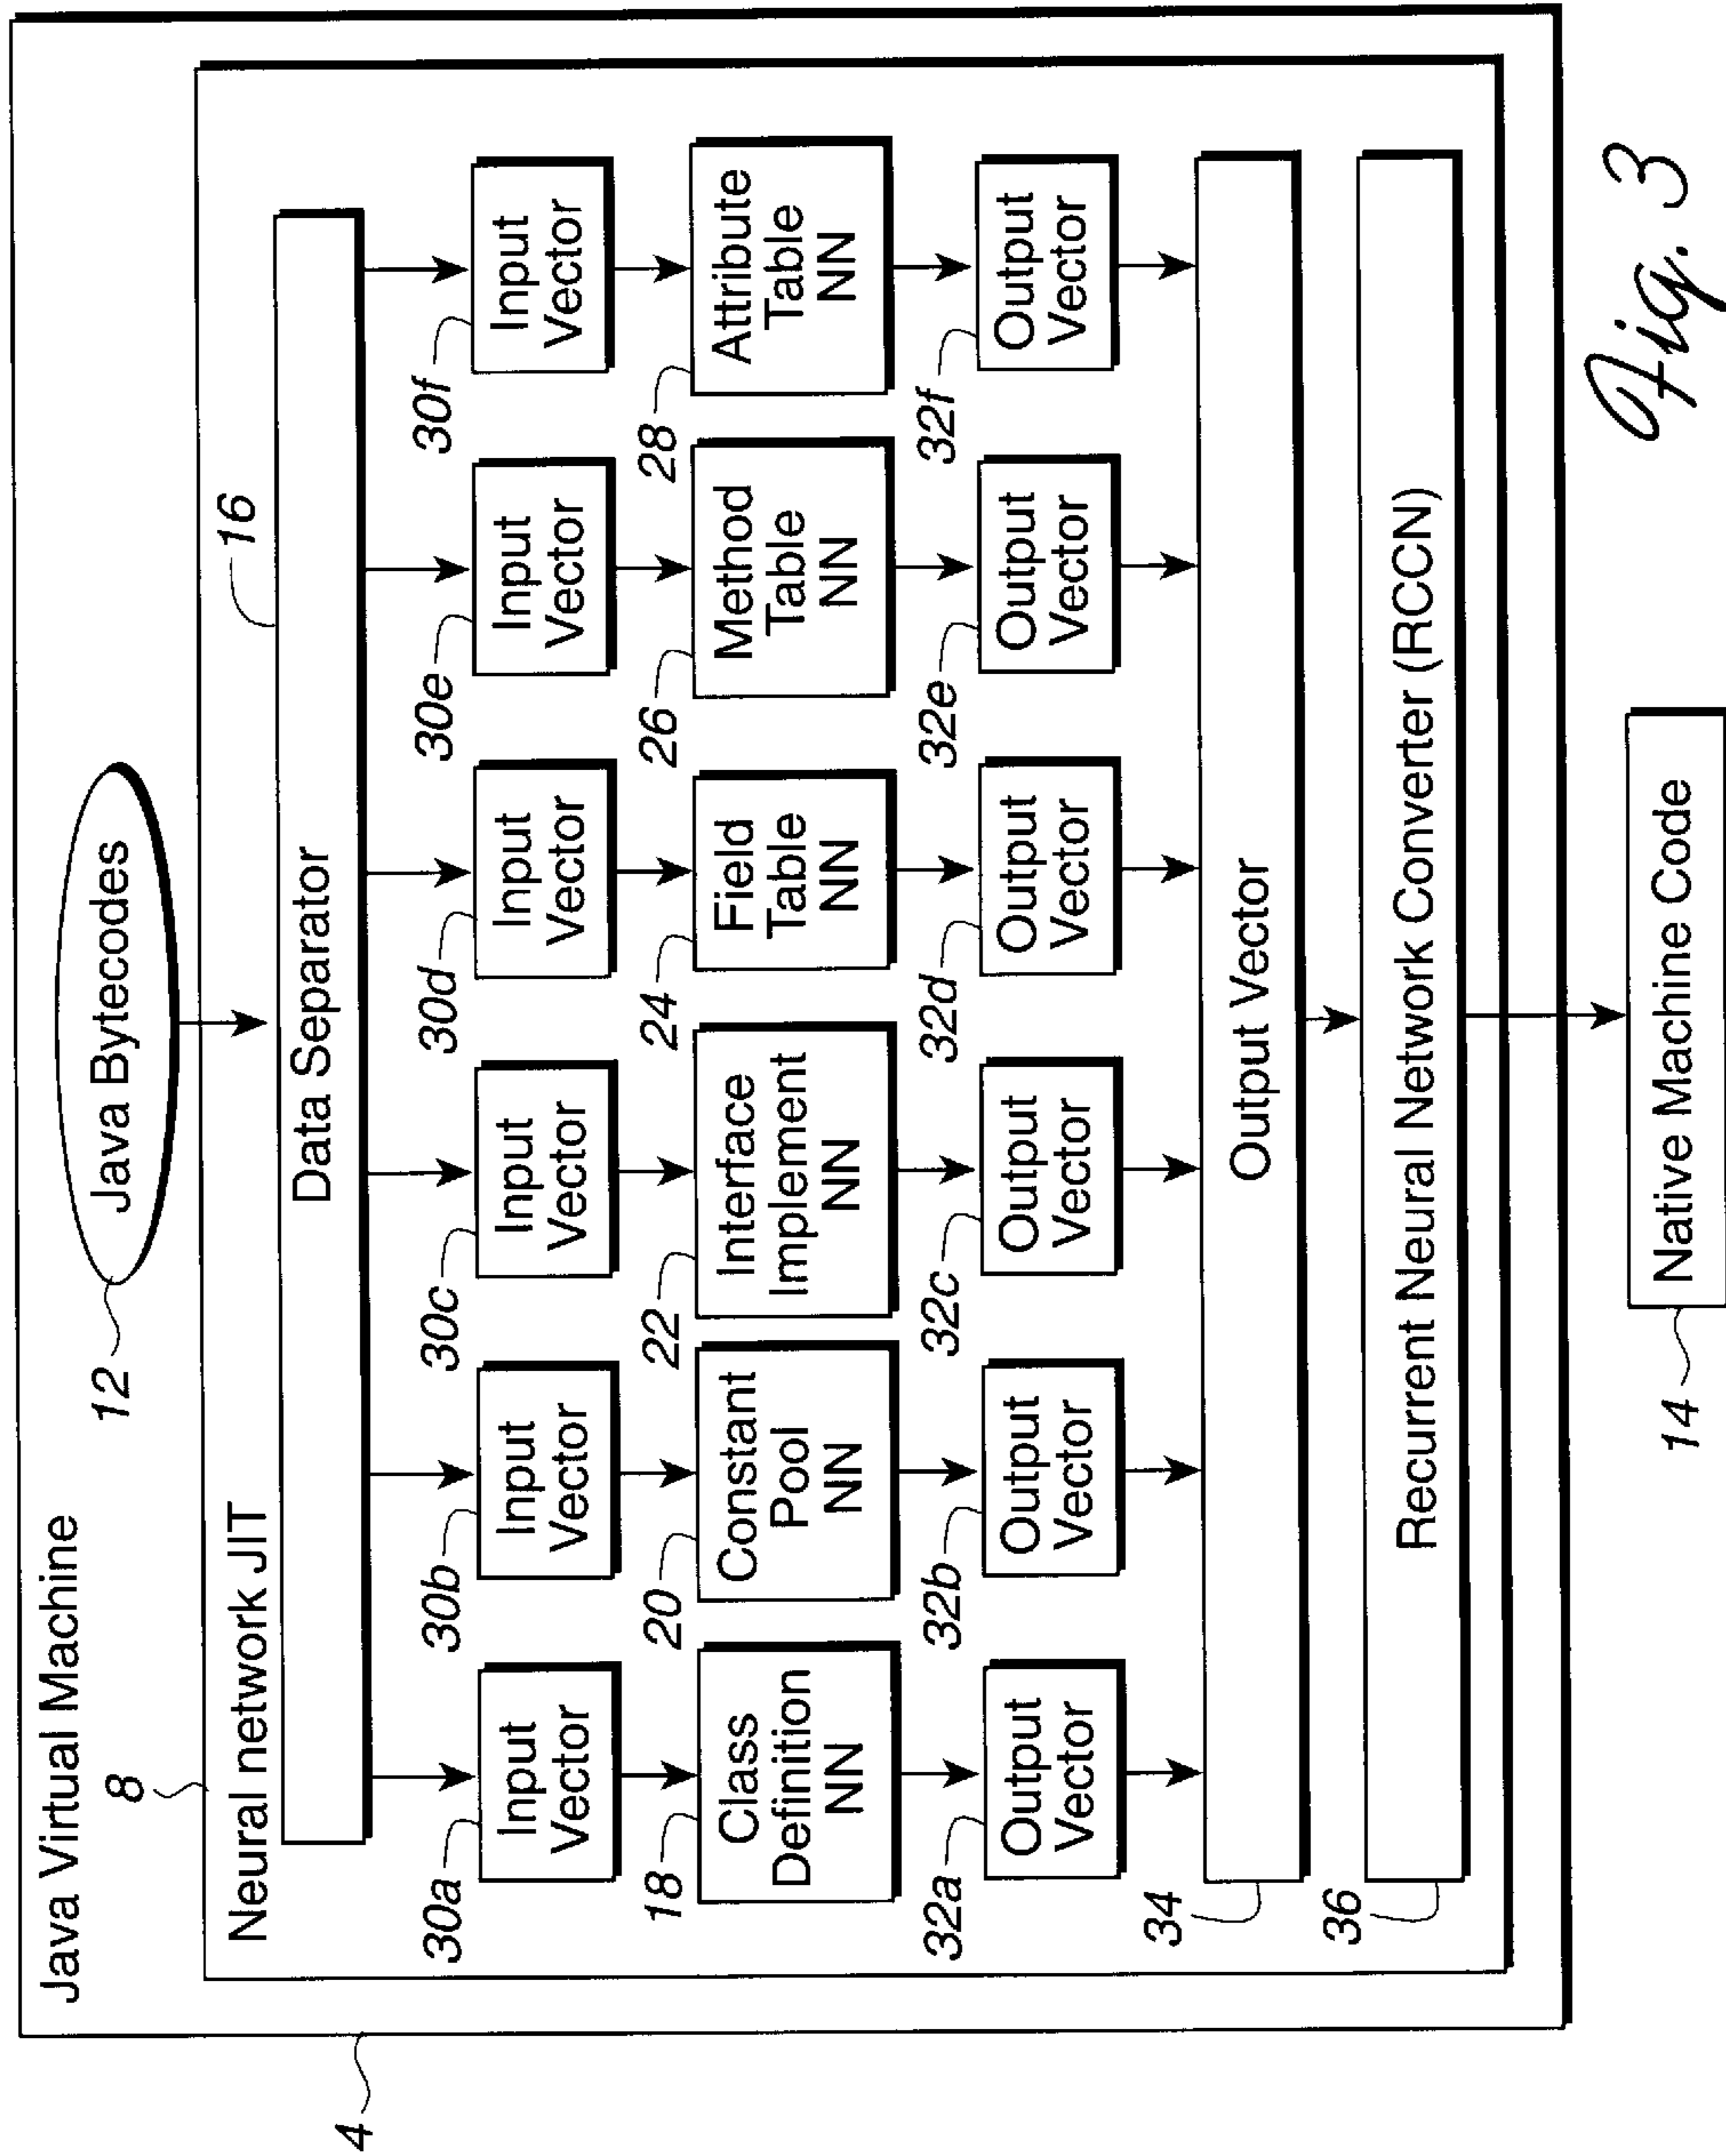 Java Virtual Machine
4
12
Java Bytecodes
8
Neural network JIT
16
Data Separator
30a
30b
30c
30d
30e
30f
Input
Vector
Input
Vector
Input
Vector
Input
Vector
Input
Vector
Input
Vector
18
20
22
24
26
28
Class
Definition
NN
Constant
Pool
NN
Interface
Implement
NN
Field
Table
NN
Method
Table
NN
Attribute
Table
NN
32a
32b
32c
32d
32e
32f
Output
Vector
Output
Vector
Output
Vector
Output
Vector
Output
Vector
Output
Vector
34
Output Vector
36
Recurrent Neural Network Converter (RCCN)
14
Native Machine Code
Fig. 3